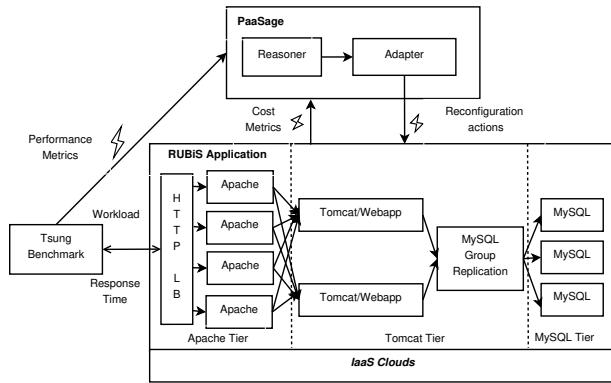 PaaSage
Reasoner
Adapter
Cost
Metrics
Reconfiguration
actions
Performance
Metrics
RUBiS Application
H
T
T
P
L
B
Apache
Apache
Apache
Apache
Tomcat/Webapp
Tomcat/Webapp
MySQL
Group
Replication
MySQL
MySQL
MySQL
Tsung
Benchmark
Workload
Response
Time
Apache Tier
Tomcat Tier
MySQL Tier
IaaS Clouds